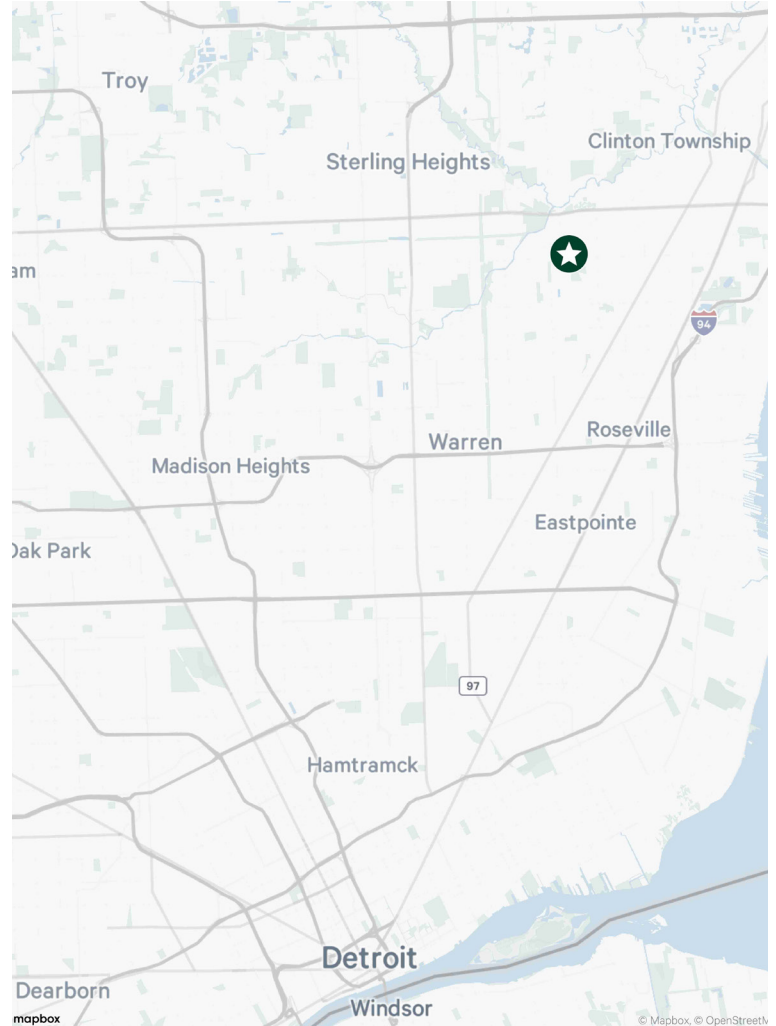 Troy
Clinton Township
Sterling Heights
am
94
Roseville
Warren
Madison Heights
Eastpointe
Oak Park
97
Hamtramck
Detroit
Dearborn
Windsor
mapbox
© Mapbox, © OpenStreetM